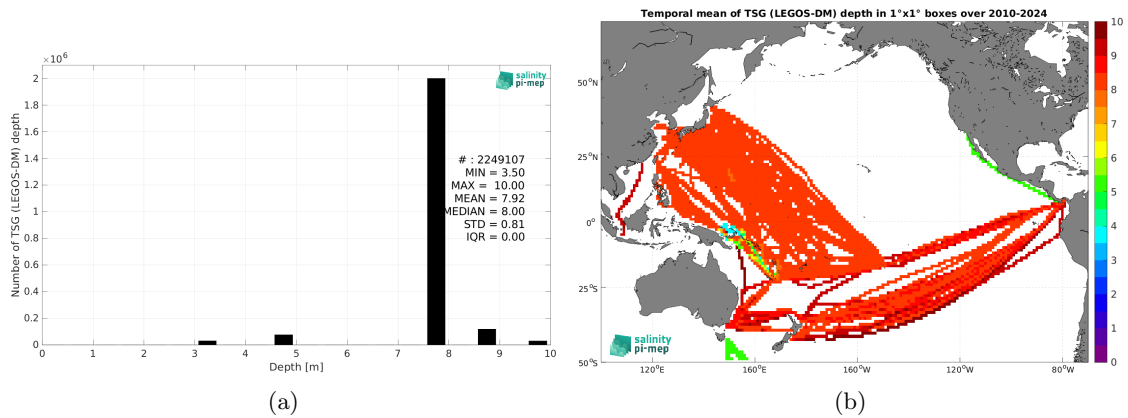 ×10⁶
2
1.8
1.6
1.4
1.2
1
0.8
0.6
0.4
0.2
0
Number of TSG (LEGOS-DM) depth
salinity
pi-mep
# : 2249107
MIN = 3.50
MAX = 10.00
MEAN = 7.92
MEDIAN = 8.00
STD = 0.81
IQR = 0.00
0 1 2 3 4 5 6 7 8 9 10
Depth [m]
(a)
Temporal mean of TSG (LEGOS-DM) depth in 1°x1° boxes over 2010-2024
50°N
25°N
0°
25°S
50°S
120°E 160°E 160°W 120°W 80°W
salinity
pi-mep
10
9
8
7
6
5
4
3
2
1
0
(b)